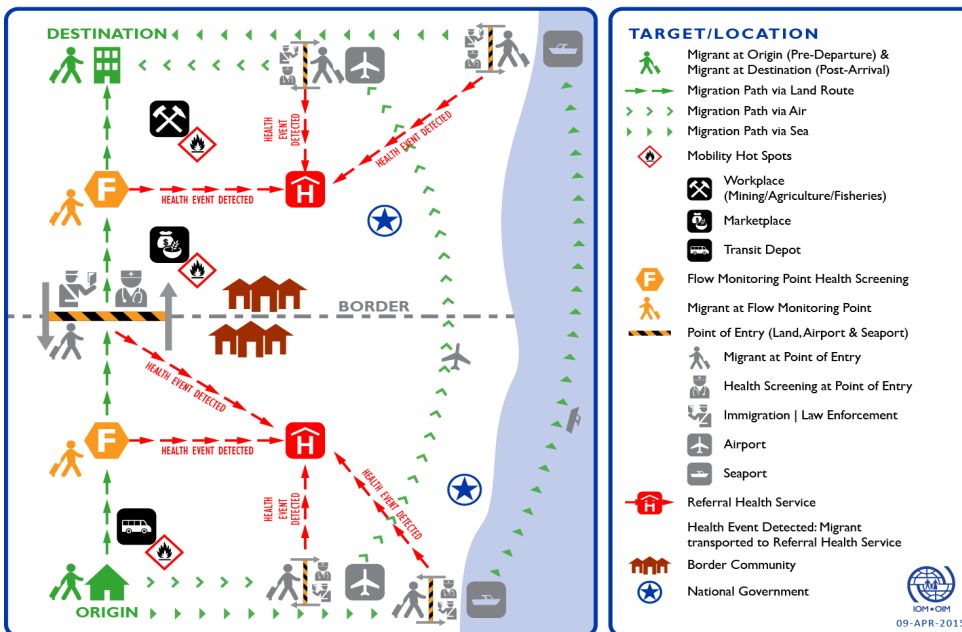 DESTINATION
HEALTH
EVENT
DETECTED
HEALTH EVENT DETECTED
F
HEALTH EVENT DETECTED
H
BORDER
HEALTH EVENT DETECTED
F
HEALTH EVENT DETECTED
H
HEALTH
EVENT
DETECTED
HEALTH EVENT DETECTED
ORIGIN
TARGET/LOCATION
Migrant at Origin (Pre-Departure) &
Migrant at Destination (Post-Arrival)
Migration Path via Land Route
Migration Path via Air
Migration Path via Sea
Mobility Hot Spots
Workplace
(Mining/Agriculture/Fisheries)
Marketplace
Transit Depot
F Flow Monitoring Point Health Screening
Migrant at Flow Monitoring Point
Point of Entry (Land, Airport & Seaport)
Migrant at Point of Entry
Health Screening at Point of Entry
Immigration | Law Enforcement
Airport
Seaport
H Referral Health Service
Health Event Detected: Migrant
transported to Referral Health Service
Border Community
National Government
IOM • OIM
09-APR-2015